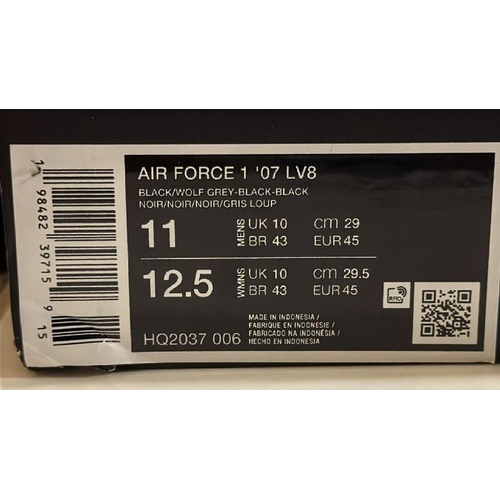 AIR FORCE 1 '07 LV8
BLACK/WOLF GREY-BLACK-BLACK
NOIR/NOIR/NOIR/GRIS LOUP
11 MENS UK 10 cm 29
BR 43 EUR 45
12.5 WMNS UK 10 cm 29.5
BR 43 EUR 45
MADE IN INDONESIA /
FABRIQUE EN INDONESIE /
FABRICADO NA INDONÉSIA /
HECHO EN INDONESIA
HQ2037 006
RFID
1 98482 39715 9 15